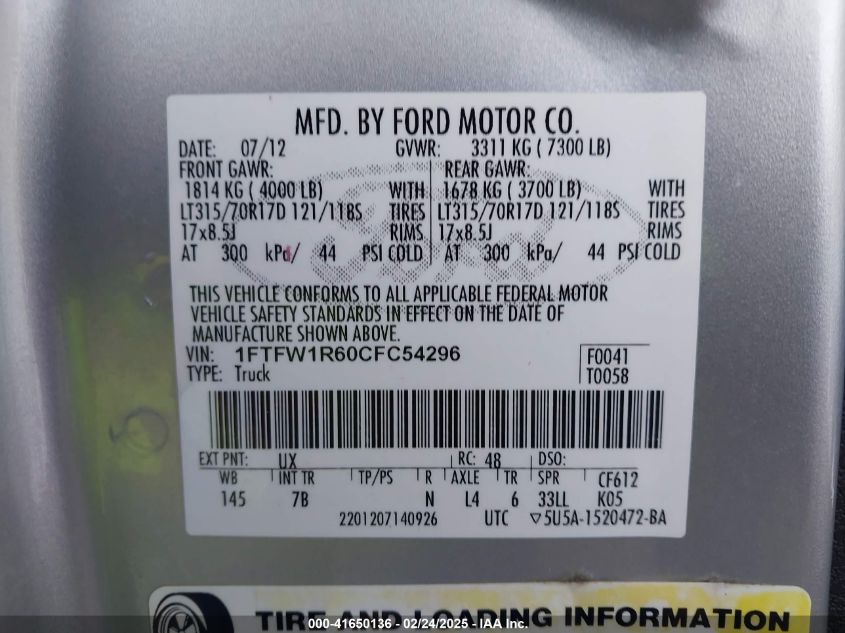 MFD. BY FORD MOTOR CO.
DATE: 07/12 GVWR: 3311 KG ( 7300 LB)
FRONT GAWR: REAR GAWR:
1814 KG ( 4000 LB) WITH 1678 KG ( 3700 LB) WITH
LT315/70R17D 121/118S TIRES LT315/70R17D 121/118S TIRES
17x8.5J RIMS 17x8.5J RIMS
AT 300 kPa/ 44 PSI COLD AT 300 kPa/ 44 PSI COLD
Ford
THIS VEHICLE CONFORMS TO ALL APPLICABLE FEDERAL MOTOR
VEHICLE SAFETY STANDARDS IN EFFECT ON THE DATE OF
MANUFACTURE SHOWN ABOVE.
VIN: 1FTFW1R60CFC54296 F0041
TYPE: Truck T0058
EXT PNT: UX RC: 48 DSO:
WB INT TR TP/PS R AXLE TR SPR CF612
145 7B N L4 6 33LL K05
2201207140926 UTC ▽5U5A-1520472-BA
TIRE AND LOADING INFORMATION
000-41650136 - 02/24/2025 - IAA Inc.